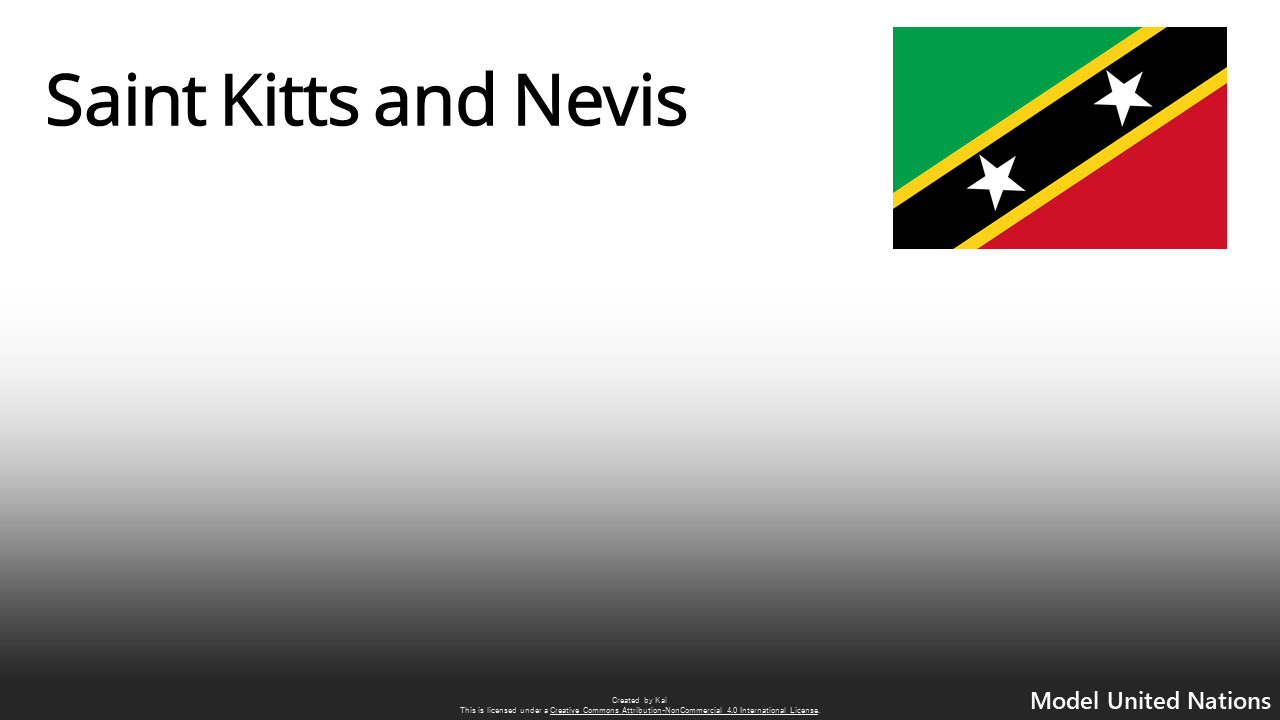 Saint Kitts and Nevis
Created by Kai
This is licensed under a Creative Commons Attribution-NonCommercial 4.0 International License.
Model United Nations